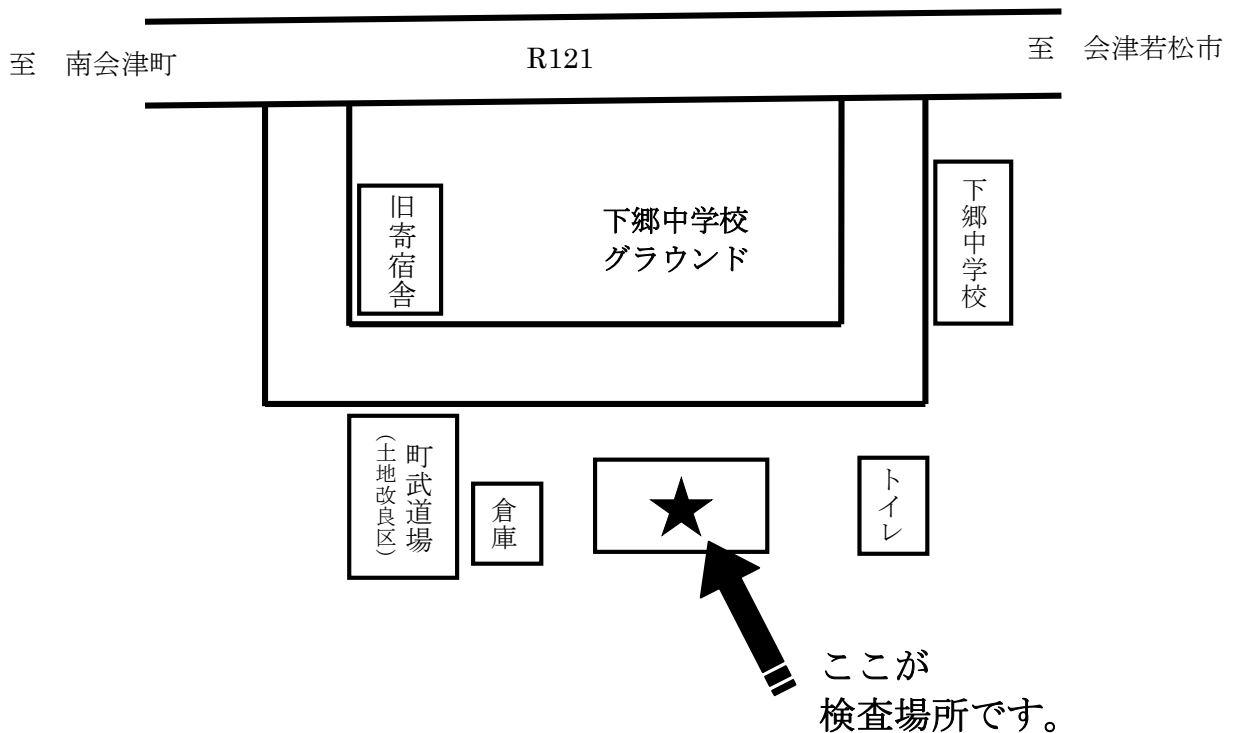 至　南会津町
R121
至　会津若松市
旧寄宿舎
下郷中学校
グラウンド
下郷中学校
町武道場
（土地改良区）
倉庫
トイレ
ここが
検査場所です。